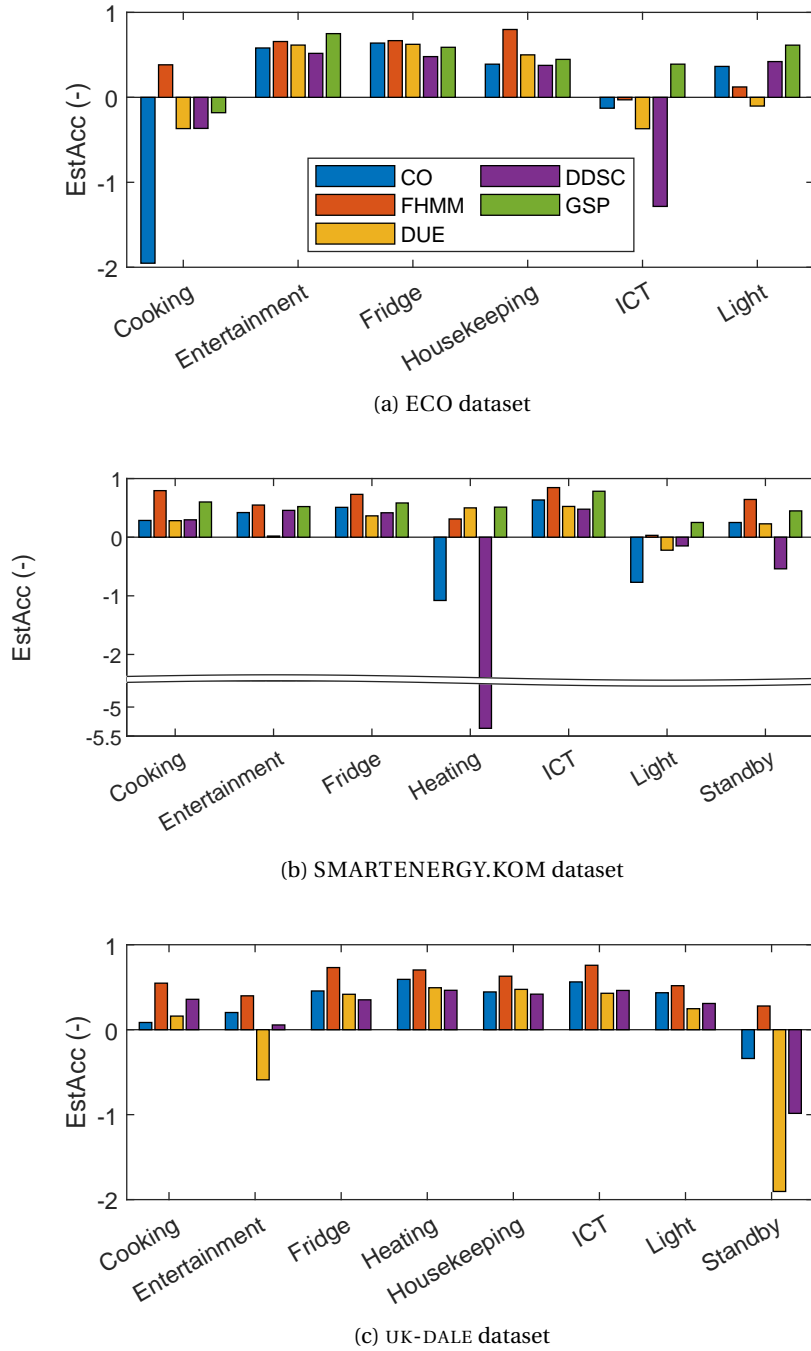 1
0
-1
-2
EstAcc (-)
CO
FHMM
DUE
DDSC
GSP
Cooking
Entertainment
Fridge
Housekeeping
ICT
Light
(a) ECO dataset
1
0
-1
-2
-5
-5.5
EstAcc (-)
Cooking
Entertainment
Fridge
Heating
ICT
Light
Standby
(b) SMARTENERGY.KOM dataset
1
0
-1
-2
EstAcc (-)
Cooking
Entertainment
Fridge
Heating
Housekeeping
ICT
Light
Standby
(c) UK-DALE dataset